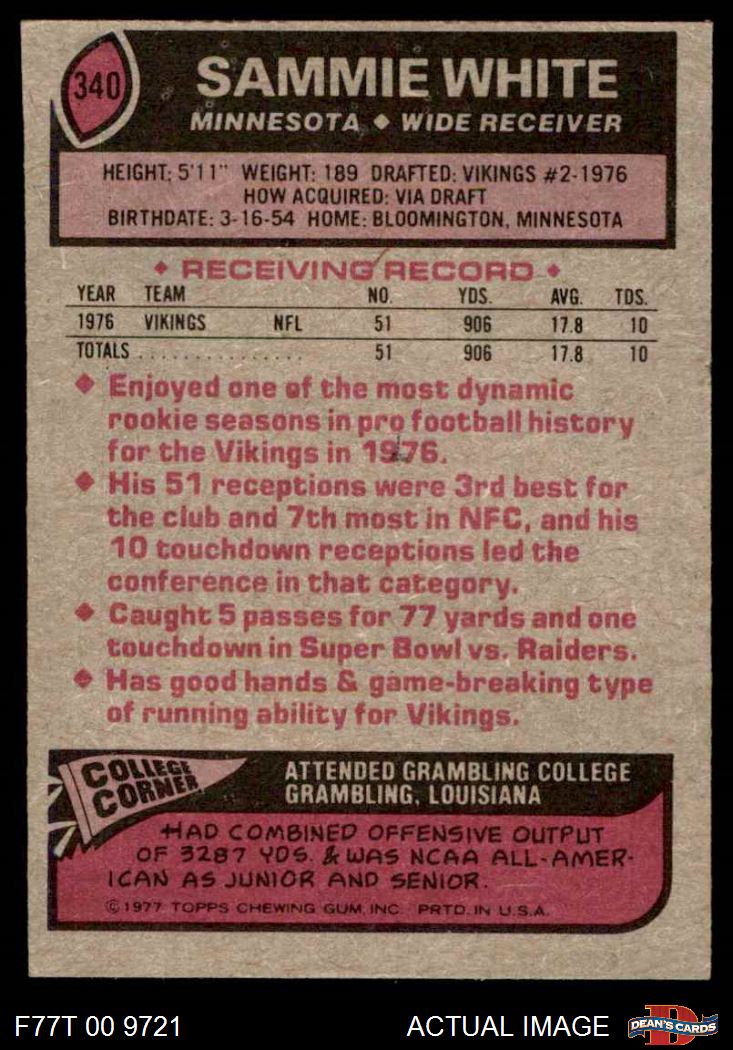 340
SAMMIE WHITE
MINNESOTA ◆ WIDE RECEIVER
HEIGHT: 5'11" WEIGHT: 189 DRAFTED: VIKINGS #2-1976
HOW ACQUIRED: VIA DRAFT
BIRTHDATE: 3-16-54 HOME: BLOOMINGTON, MINNESOTA
◆ RECEIVING RECORD ◆
YEAR TEAM NO. YDS. AVG. TDS.
1976 VIKINGS NFL 51 906 17.8 10
TOTALS . . . . . . . . . . . . . . . 51 906 17.8 10
◆ Enjoyed one of the most dynamic
rookie seasons in pro football history
for the Vikings in 1976.
◆ His 51 receptions were 3rd best for
the club and 7th most in NFC, and his
10 touchdown receptions led the
conference in that category.
◆ Caught 5 passes for 77 yards and one
touchdown in Super Bowl vs. Raiders.
◆ Has good hands & game-breaking type
of running ability for Vikings.
COLLEGE
CORNER
ATTENDED GRAMBLING COLLEGE
GRAMBLING, LOUISIANA
HAD COMBINED OFFENSIVE OUTPUT
OF 3287 YDS. & WAS NCAA ALL-AMER-
ICAN AS JUNIOR AND SENIOR.
© 1977 TOPPS CHEWING GUM, INC. PRTD. IN U.S.A.
F77T 00 9721
ACTUAL IMAGE
D
DEAN'S CARDS